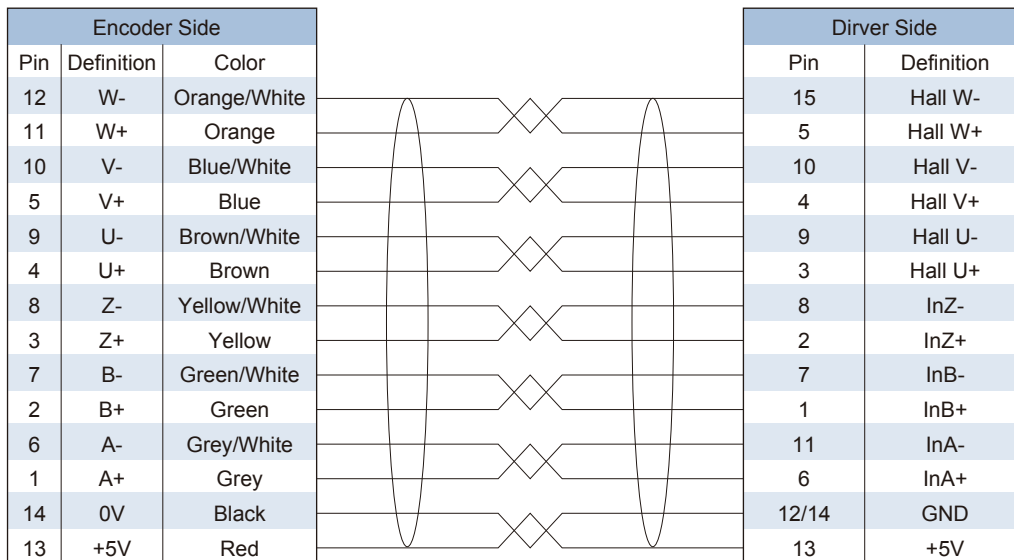 Encoder Side Dirver Side
Pin Definition Color Pin Definition
12 W- Orange/White 15 Hall W-
11 W+ Orange 5 Hall W+
10 V- Blue/White 10 Hall V-
5 V+ Blue 4 Hall V+
9 U- Brown/White 9 Hall U-
4 U+ Brown 3 Hall U+
8 Z- Yellow/White 8 InZ-
3 Z+ Yellow 2 InZ+
7 B- Green/White 7 InB-
2 B+ Green 1 InB+
6 A- Grey/White 11 InA-
1 A+ Grey 6 InA+
14 0V Black 12/14 GND
13 +5V Red 13 +5V